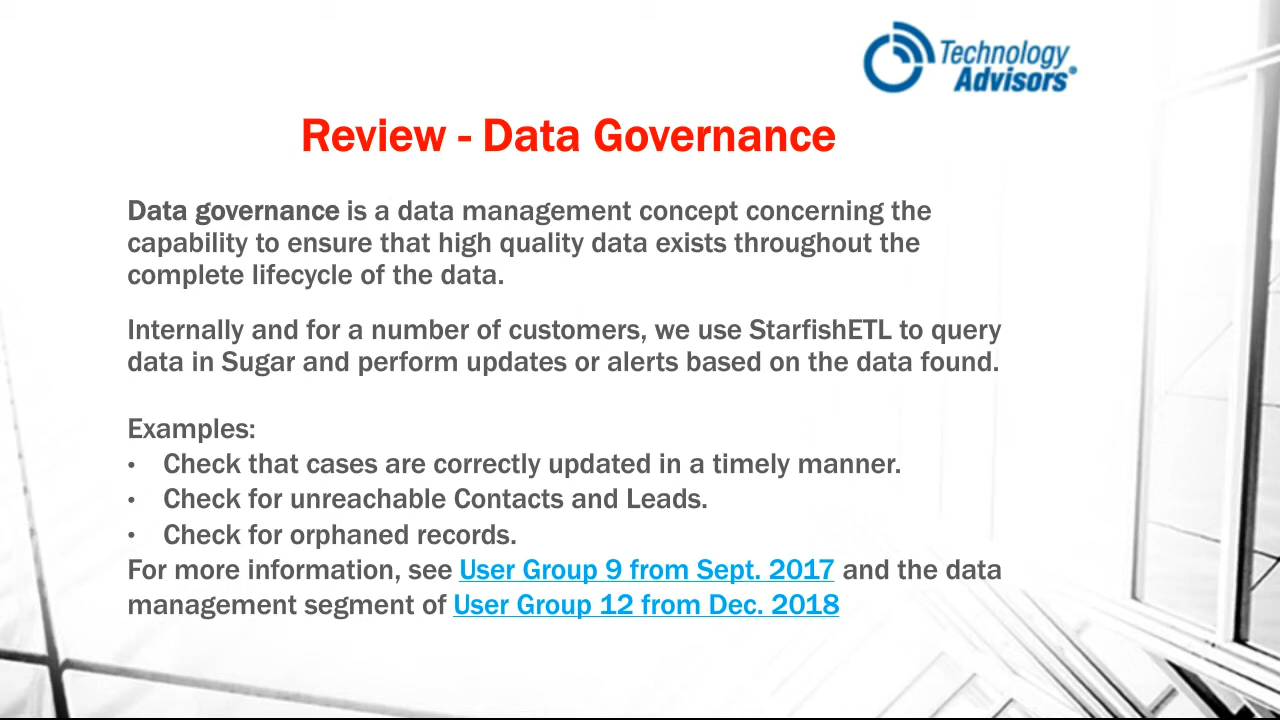 Technology
Advisors®
Review - Data Governance
Data governance is a data management concept concerning the
capability to ensure that high quality data exists throughout the
complete lifecycle of the data.
Internally and for a number of customers, we use StarfishETL to query
data in Sugar and perform updates or alerts based on the data found.
Examples:
• Check that cases are correctly updated in a timely manner.
• Check for unreachable Contacts and Leads.
• Check for orphaned records.
For more information, see User Group 9 from Sept. 2017 and the data
management segment of User Group 12 from Dec. 2018